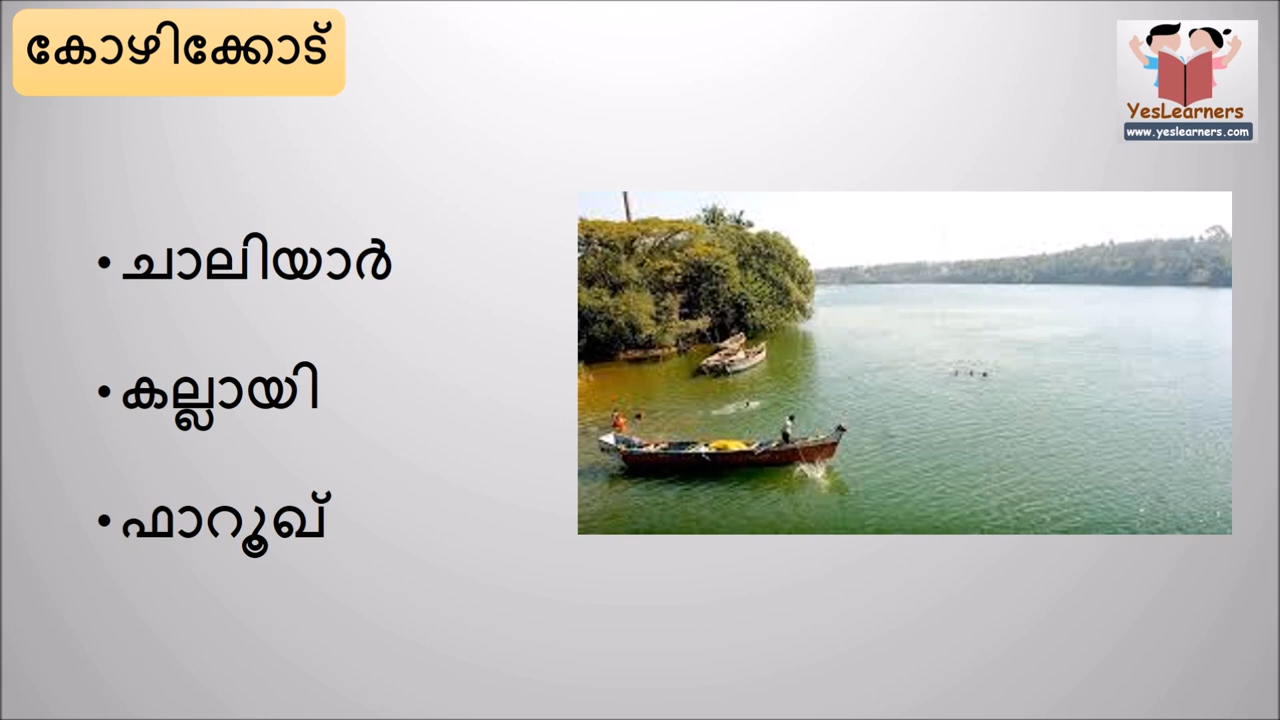 കോഴിക്കോട്
YesLearners
www.yeslearners.com
• ചാലിയാർ
• കല്ലായി
• ഫാറൂഖ്